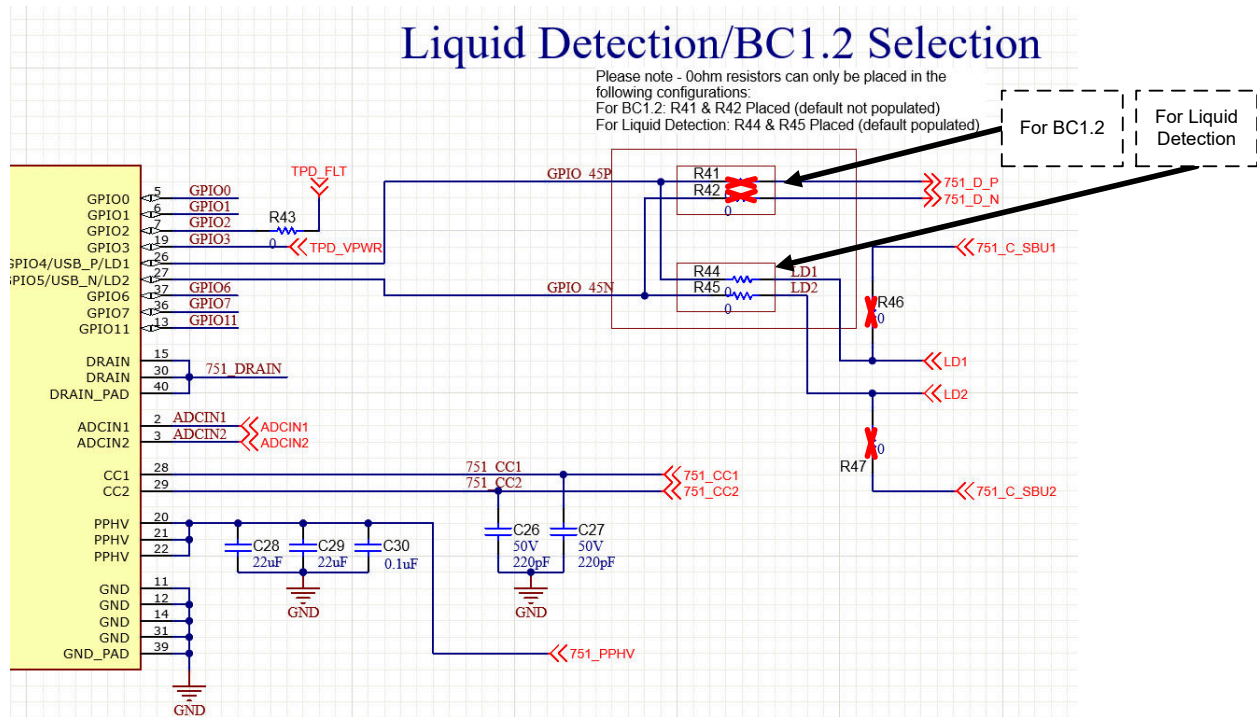 Liquid Detection/BC1.2 Selection
Please note - 0ohm resistors can only be placed in the
following configurations:
For BC1.2: R41 & R42 Placed (default not populated)
For Liquid Detection: R44 & R45 Placed (default populated)
For BC1.2
For Liquid
Detection
TPD_FLT
GPIO_45P
R41
R42
0
751_D_P
751_D_N
GPIO0
5
GPIO0
GPIO1
6
GPIO1
GPIO2
7
GPIO2
R43
GPIO3
19
GPIO3
0
TPD_VPWR
GPIO4/USB_P/LD1
26
GPIO5/USB_N/LD2
27
GPIO6
37
GPIO6
GPIO7
36
GPIO7
GPIO11
13
GPIO11
751_C_SBU1
R44
0
LD1
GPIO_45N
R45
0
LD2
R46
0
LD1
LD2
R47
0
751_C_SBU2
DRAIN
15
DRAIN
30
751_DRAIN
DRAIN_PAD
40
ADCIN1
2
ADCIN1
ADCIN1
ADCIN2
3
ADCIN2
ADCIN2
CC1
28
751_CC1
751_CC1
CC2
29
751_CC2
751_CC2
PPHV
20
PPHV
21
PPHV
22
C28
22uF
C29
22uF
C30
0.1uF
C26
50V
220pF
C27
50V
220pF
GND
GND
GND
11
GND
12
GND
14
GND
31
GND_PAD
39
751_PPHV
GND